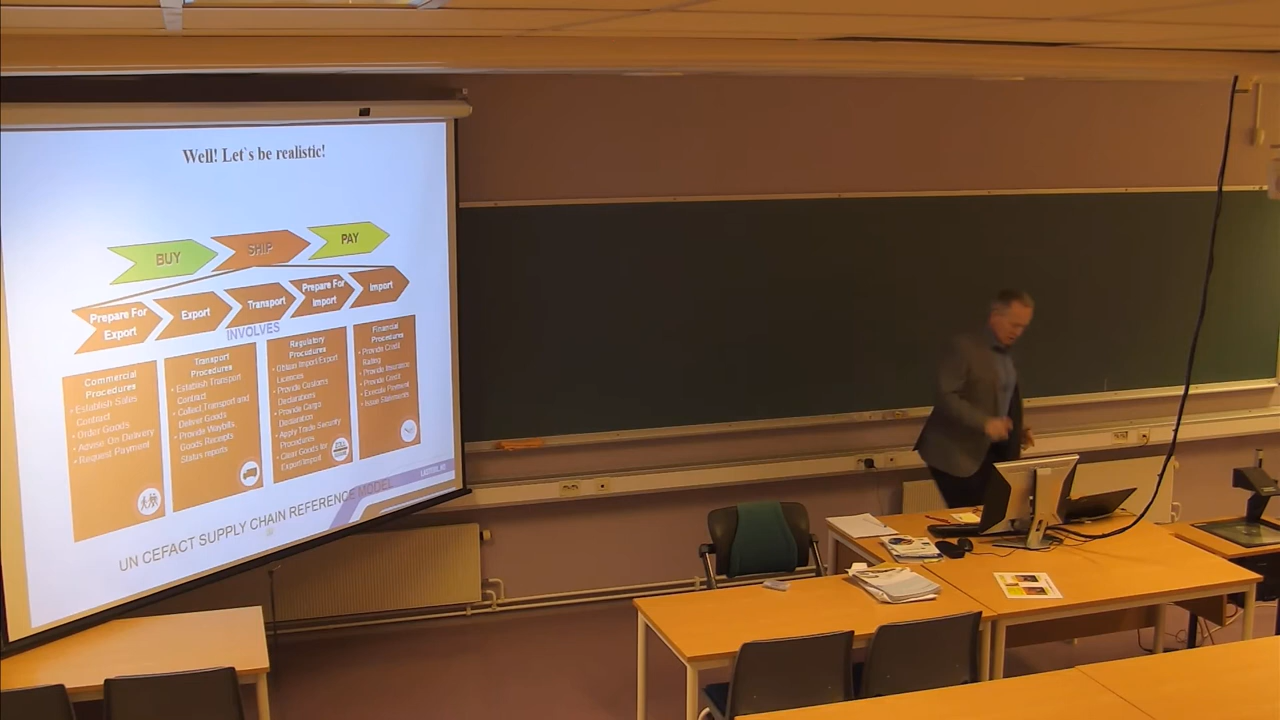 Well! Let`s be realistic!
BUY
SHIP
PAY
Prepare For
Export
Export
Transport
Prepare For
Import
Import
INVOLVES
Commercial
Procedures
• Establish Sales
Contract
• Order Goods
• Advise On Delivery
• Request Payment
Transport
Procedures
• Establish Transport
Contract
• Collect,Transport and
Deliver Goods
• Provide Waybills,
Goods Receipts
Status reports
Regulatory
Procedures
• Obtain Import/Export
Licences
• Provide Customs
Declarations
• Provide Cargo
Declaration
• Apply Trade Security
Procedures
• Clear Goods for
Export/Import
Financial
Procedures
• Provide Credit
Rating
• Provide Insurance
• Provide Credit
• Execute Payment
• Issue Statements
UN CEFACT SUPPLY CHAIN REFERENCE MODEL